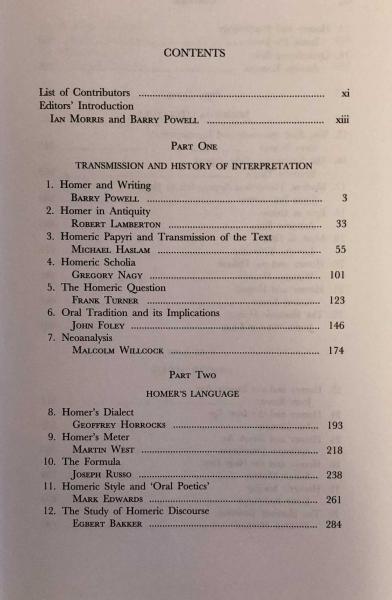 CONTENTS
List of Contributors ........................................................ xi
Editors' Introduction
Ian Morris and Barry Powell ................................... xiii
Part One
TRANSMISSION AND HISTORY OF INTERPRETATION
1. Homer and Writing
Barry Powell ........................................................ 3
2. Homer in Antiquity
Robert Lamberton ................................................ 33
3. Homeric Papyri and Transmission of the Text
Michael Haslam .................................................... 55
4. Homeric Scholia
Gregory Nagy ....................................................... 101
5. The Homeric Question
Frank Turner ........................................................ 123
6. Oral Tradition and its Implications
John Foley ............................................................ 146
7. Neoanalysis
Malcolm Willcock ................................................ 174
Part Two
HOMER'S LANGUAGE
8. Homer's Dialect
Geoffrey Horrocks ................................................ 193
9. Homer's Meter
Martin West ......................................................... 218
10. The Formula
Joseph Russo ........................................................ 238
11. Homeric Style and 'Oral Poetics'
Mark Edwards ...................................................... 261
12. The Study of Homeric Discourse
Egbert Bakker ...................................................... 284